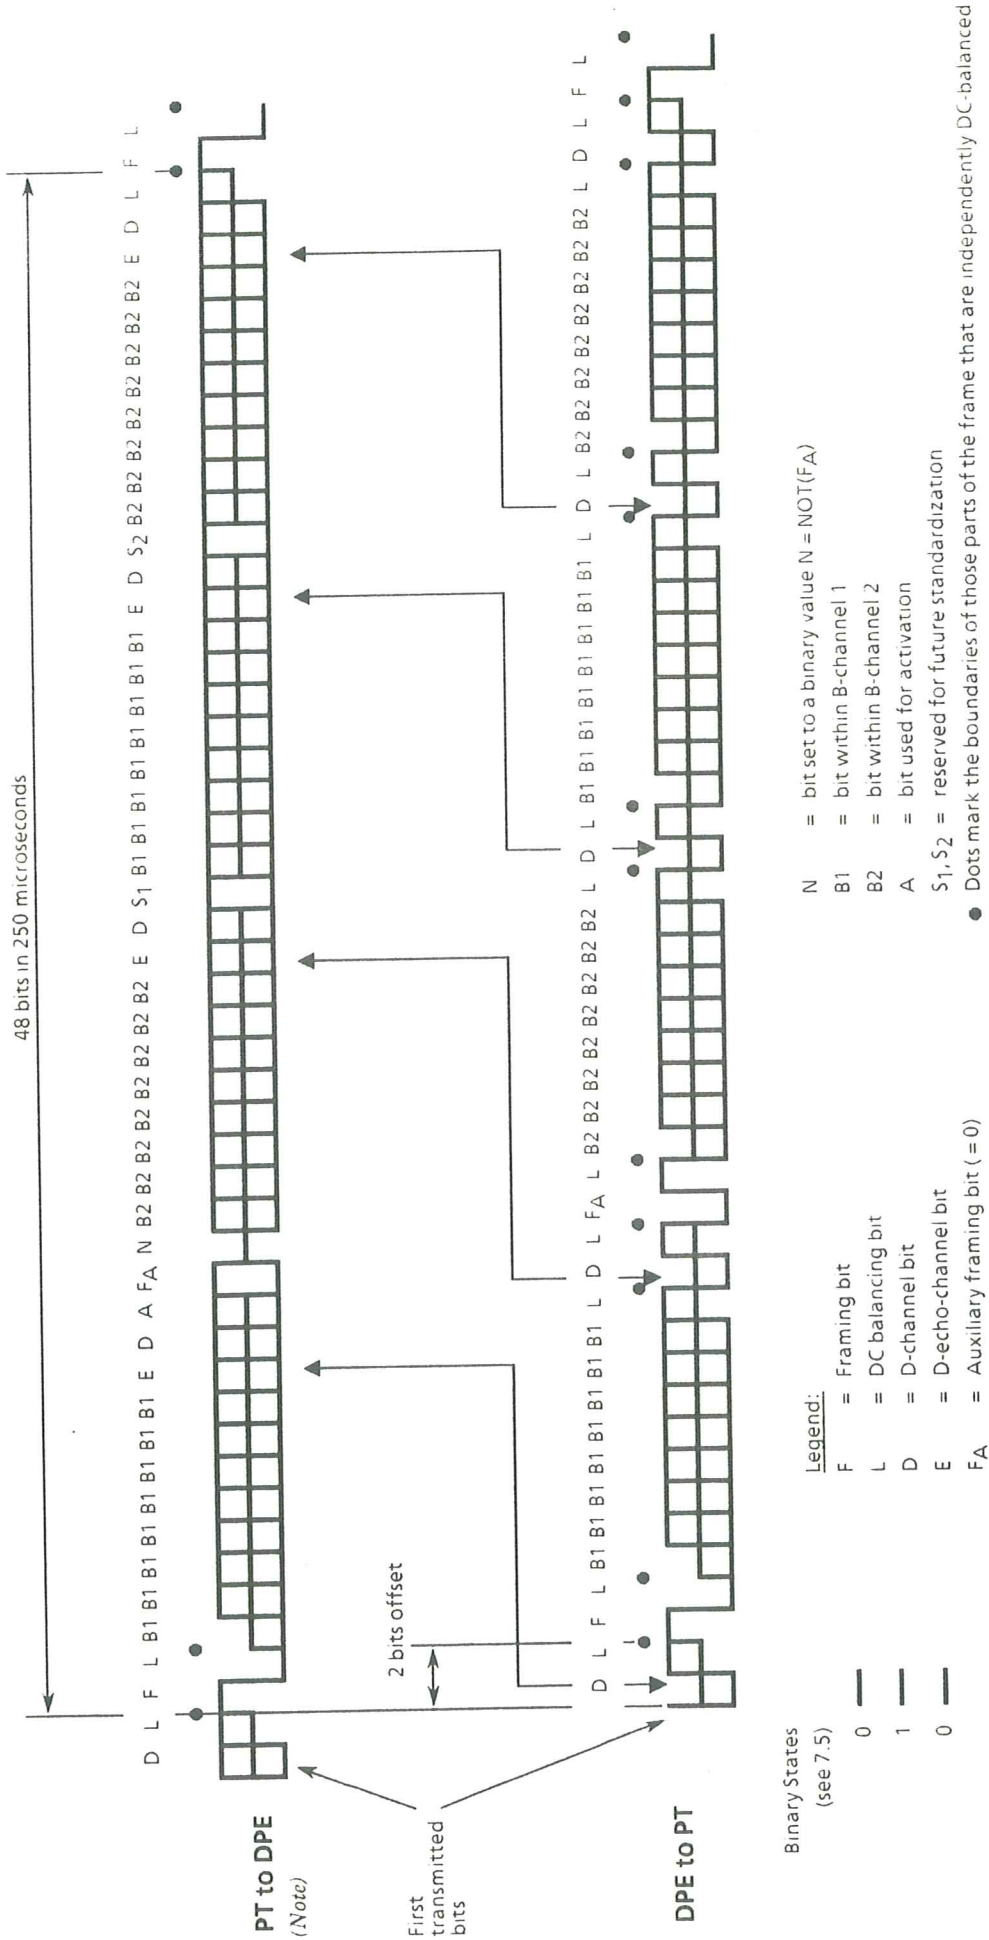 48 bits in 250 microseconds
D L F L B1 B1 B1 B1 B1 B1 B1 B1 E D A FA N B2 B2 B2 B2 B2 B2 B2 B2 E D S1 B1 B1 B1 B1 B1 B1 B1 B1 E D S2 B2 B2 B2 B2 B2 B2 B2 B2 E D L F L
PT to DPE
(Note)
2 bits offset
First
transmitted
bits
D L F L B1 B1 B1 B1 B1 B1 B1 B1 L D L FA L B2 B2 B2 B2 B2 B2 B2 B2 L D L B1 B1 B1 B1 B1 B1 B1 B1 L D L B2 B2 B2 B2 B2 B2 B2 B2 L D L F L
DPE to PT
Binary States
(see 7.5)
0
1
0
Legend:
F = Framing bit
L = DC balancing bit
D = D-channel bit
E = D-echo-channel bit
FA = Auxiliary framing bit ( = 0)
N = bit set to a binary value N = NOT(FA)
B1 = bit within B-channel 1
B2 = bit within B-channel 2
A = bit used for activation
S1, S2 = reserved for future standardization
● Dots mark the boundaries of those parts of the frame that are independently DC-balanced